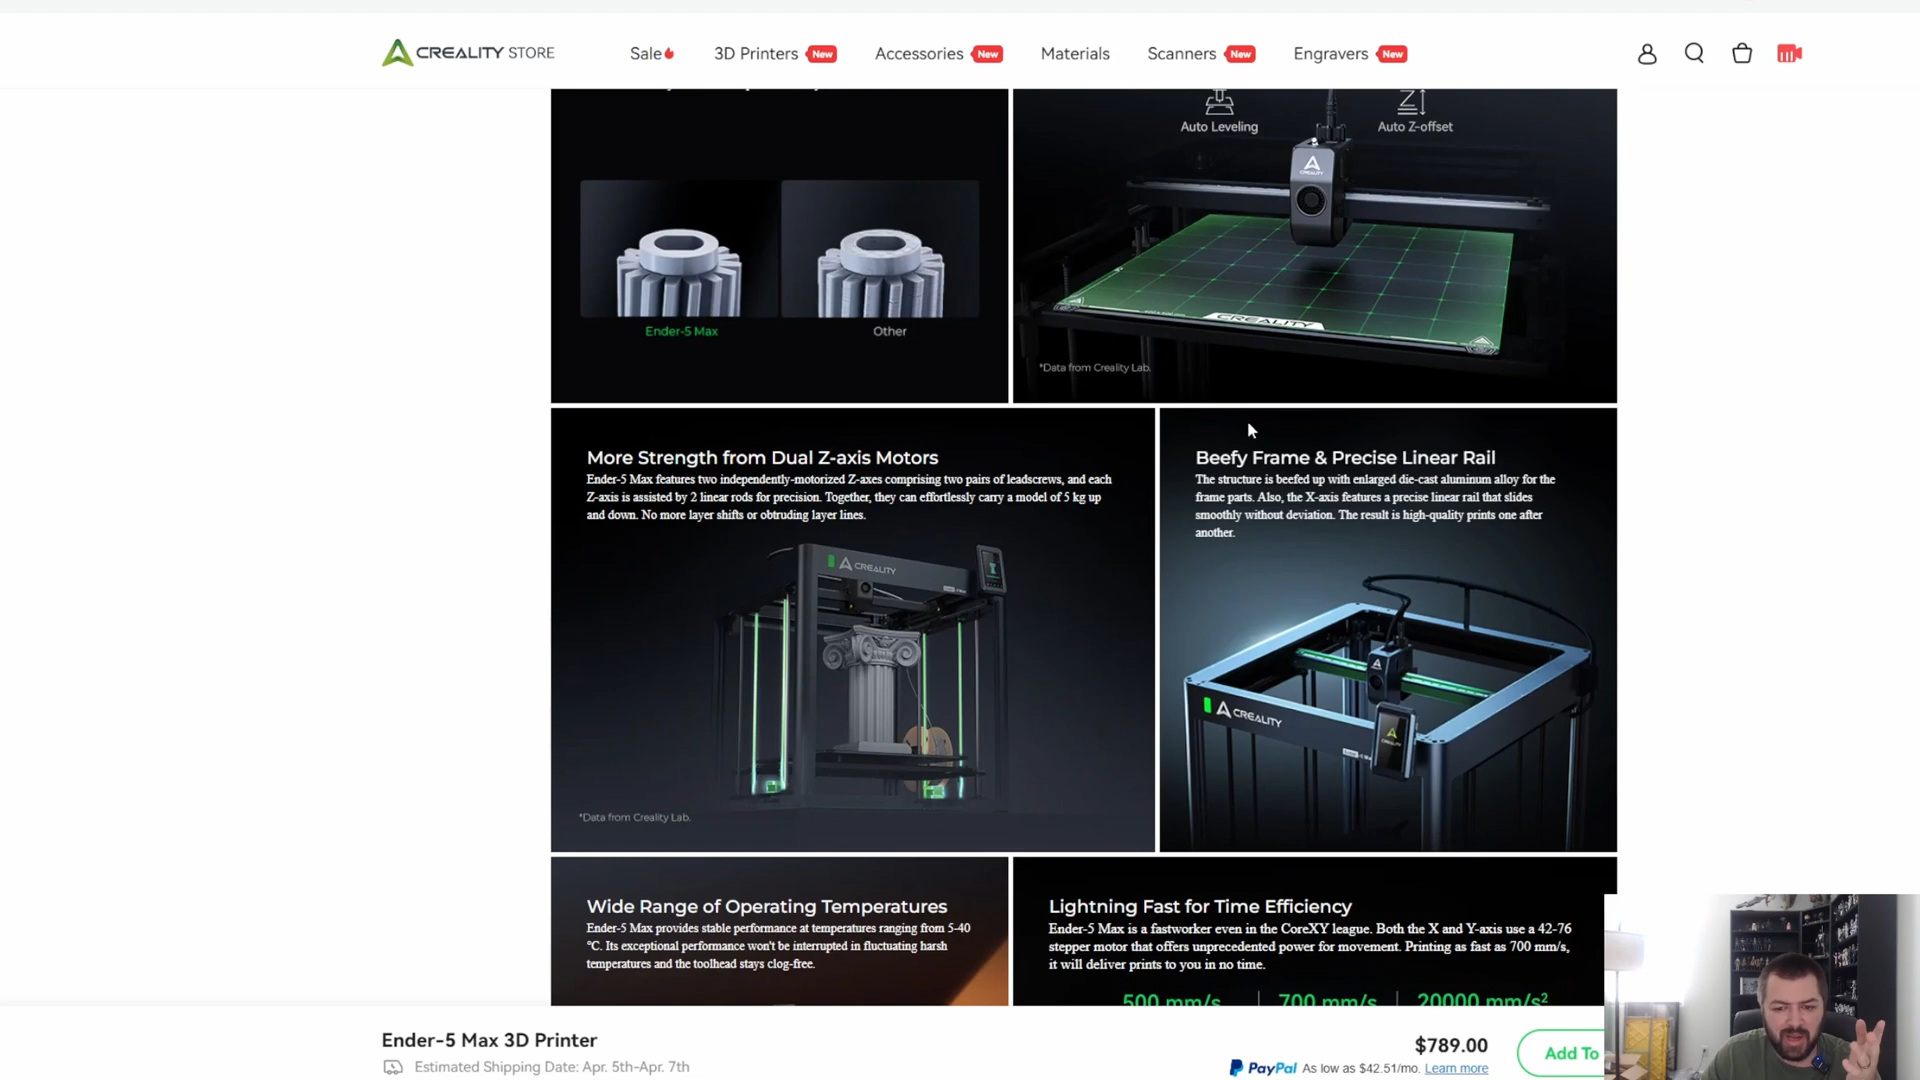 CREALITY STORE
Sale
3D Printers New
Accessories New
Materials
Scanners New
Engravers New
Auto Leveling
Auto Z-offset
CREALITY
CREALITY
Ender-5 Max
Other
*Data from Creality Lab.
More Strength from Dual Z-axis Motors
Ender-5 Max features two independently-motorized Z-axes comprising two pairs of leadscrews, and each
Z-axis is assisted by 2 linear rods for precision. Together, they can effortlessly carry a model of 5 kg up
and down. No more layer shifts or obtruding layer lines.
CREALITY
*Data from Creality Lab.
Beefy Frame & Precise Linear Rail
The structure is beefed up with enlarged die-cast aluminum alloy for the
frame parts. Also, the X-axis features a precise linear rail that slides
smoothly without deviation. The result is high-quality prints one after
another.
CREALITY
Wide Range of Operating Temperatures
Ender-5 Max provides stable performance at temperatures ranging from 5-40
°C. Its exceptional performance won't be interrupted in fluctuating harsh
temperatures and the toolhead stays clog-free.
Lightning Fast for Time Efficiency
Ender-5 Max is a fastworker even in the CoreXY league. Both the X and Y-axis use a 42-76
stepper motor that offers unprecedented power for movement. Printing as fast as 700 mm/s,
it will deliver prints to you in no time.
500 mm/s
700 mm/s
20000 mm/s²
Ender-5 Max 3D Printer
Estimated Shipping Date: Apr. 5th-Apr. 7th
$789.00
PayPal As low as $42.51/mo. Learn more
Add To